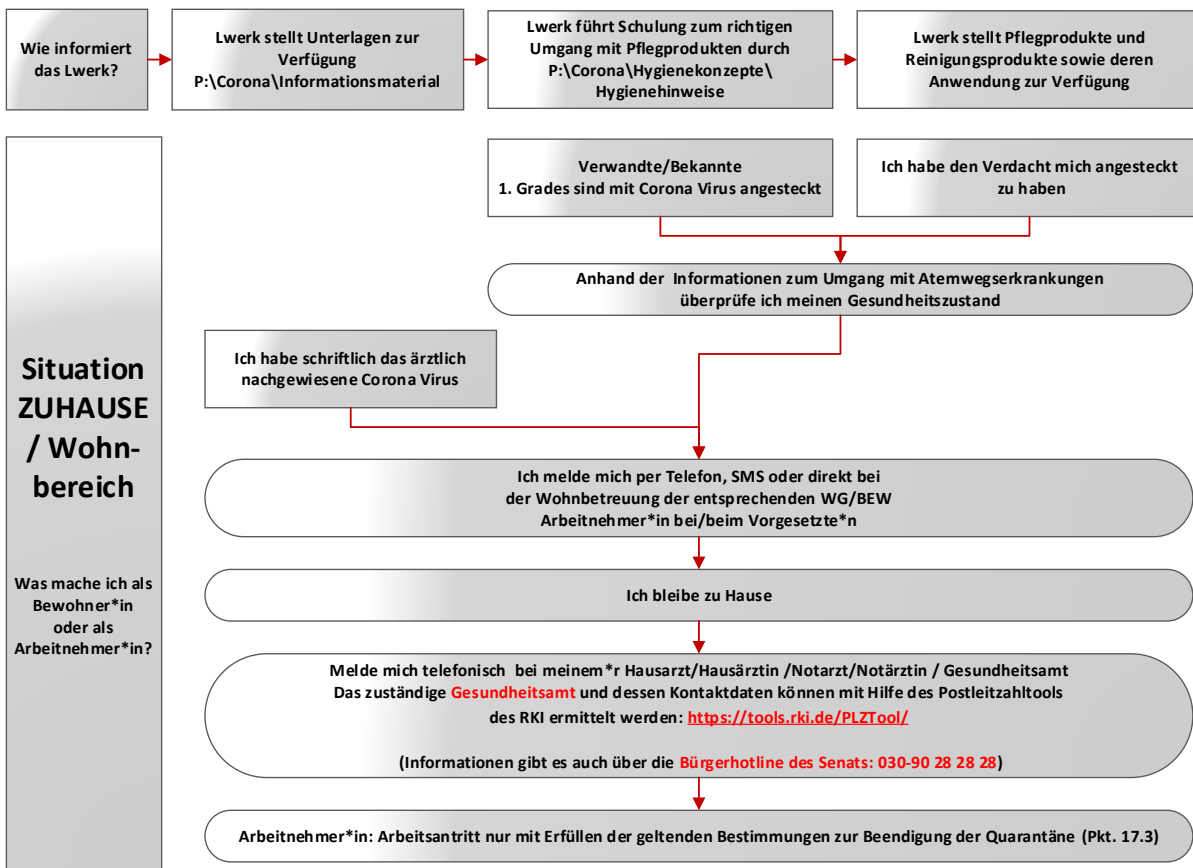 Wie informiert
das Lwerk?
Lwerk stellt Unterlagen zur
Verfügung
P:\Corona\Informationsmaterial
Lwerk führt Schulung zum richtigen
Umgang mit Pflegprodukten durch
P:\Corona\Hygienekonzepte\
Hygienehinweise
Lwerk stellt Pflegprodukte und
Reinigungsprodukte sowie deren
Anwendung zur Verfügung
Situation
ZUHAUSE
/ Wohn-
bereich
Was mache ich als
Bewohner*in
oder als
Arbeitnehmer*in?
Verwandte/Bekannte
1. Grades sind mit Corona Virus angesteckt
Ich habe den Verdacht mich angesteckt
zu haben
Anhand der Informationen zum Umgang mit Atemwegserkrankungen
überprüfe ich meinen Gesundheitszustand
Ich habe schriftlich das ärztlich
nachgewiesene Corona Virus
Ich melde mich per Telefon, SMS oder direkt bei
der Wohnbetreuung der entsprechenden WG/BEW
Arbeitnehmer*in bei/beim Vorgesetzte*n
Ich bleibe zu Hause
Melde mich telefonisch bei meinem*r Hausarzt/Hausärztin /Notarzt/Notärztin / Gesundheitsamt
Das zuständige Gesundheitsamt und dessen Kontaktdaten können mit Hilfe des Postleitzahltools
des RKI ermittelt werden: https://tools.rki.de/PLZTool/
(Informationen gibt es auch über die Bürgerhotline des Senats: 030-90 28 28 28)
Arbeitnehmer*in: Arbeitsantritt nur mit Erfüllen der geltenden Bestimmungen zur Beendigung der Quarantäne (Pkt. 17.3)